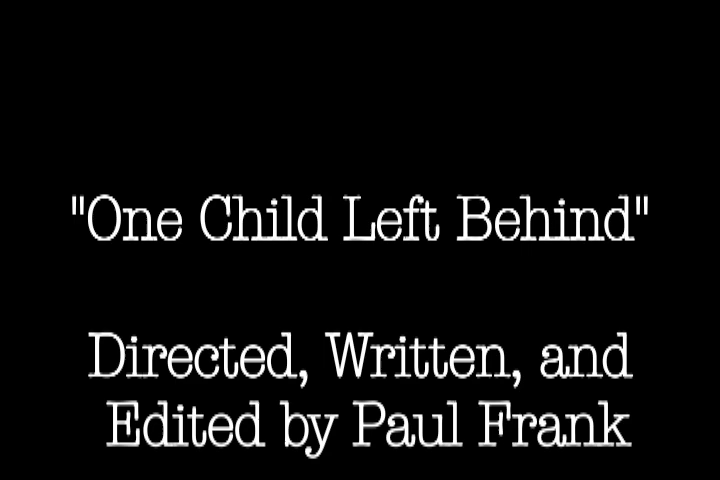 "One Child Left Behind"
Directed, Written, and
Edited by Paul Frank